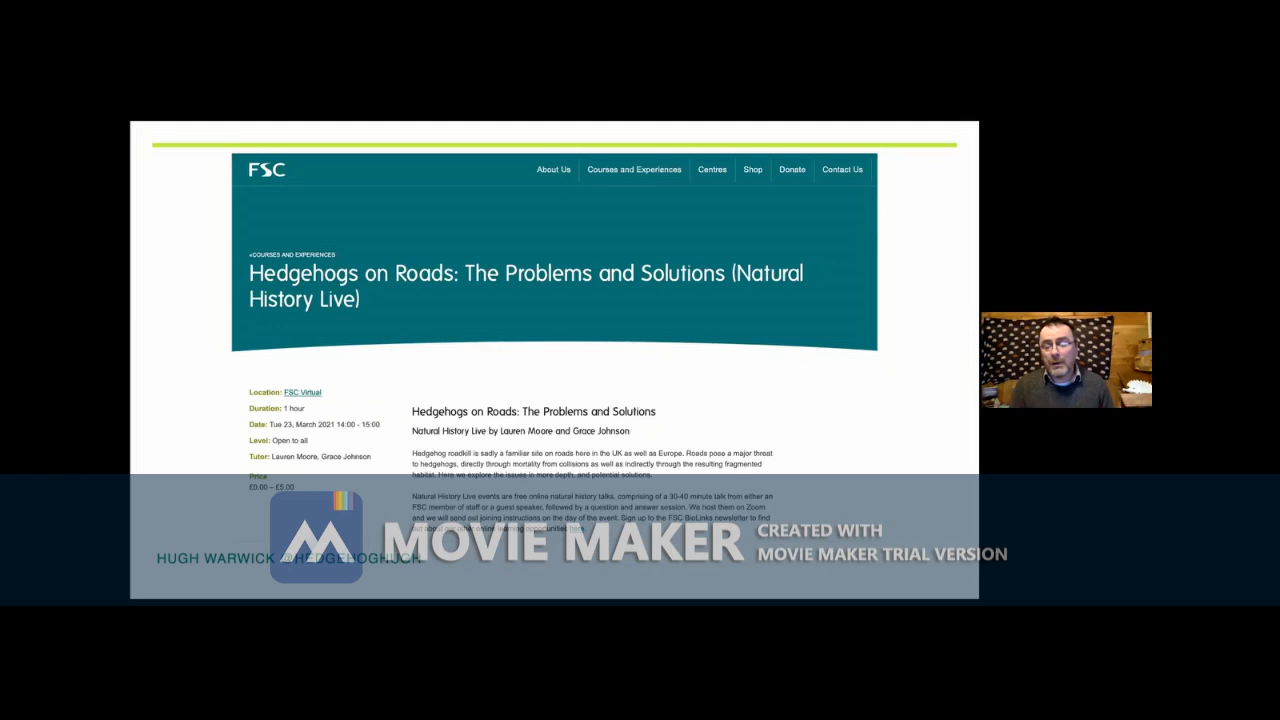 FSC
About Us
Courses and Experiences
Centres
Shop
Donate
Contact Us
«COURSES AND EXPERIENCES
Hedgehogs on Roads: The Problems and Solutions (Natural
History Live)
Location: FSC Virtual
Duration: 1 hour
Date: Tue 23, March 2021 14:00 - 15:00
Level: Open to all
Tutor: Lauren Moore, Grace Johnson
Price
£0.00 – £5.00
Hedgehogs on Roads: The Problems and Solutions
Natural History Live by Lauren Moore and Grace Johnson
Hedgehog roadkill is sadly a familiar site on roads here in the UK as well as Europe. Roads pose a major threat
to hedgehogs, directly through mortality from collisions as well as indirectly through the resulting fragmented
habitat. Here we explore the issues in more depth, and potential solutions.
Natural History Live events are free online natural history talks, comprising of a 30-40 minute talk from either an
FSC member of staff or a guest speaker, followed by a question and answer session. We host them on Zoom
and we will send out joining instructions on the day of the event. Sign up to the FSC BioLinks newsletter to find
out about our other online learning opportunities here.
HUGH WARWICK @HEDGEHOGHUGH
MOVIE MAKER
CREATED WITH
MOVIE MAKER TRIAL VERSION